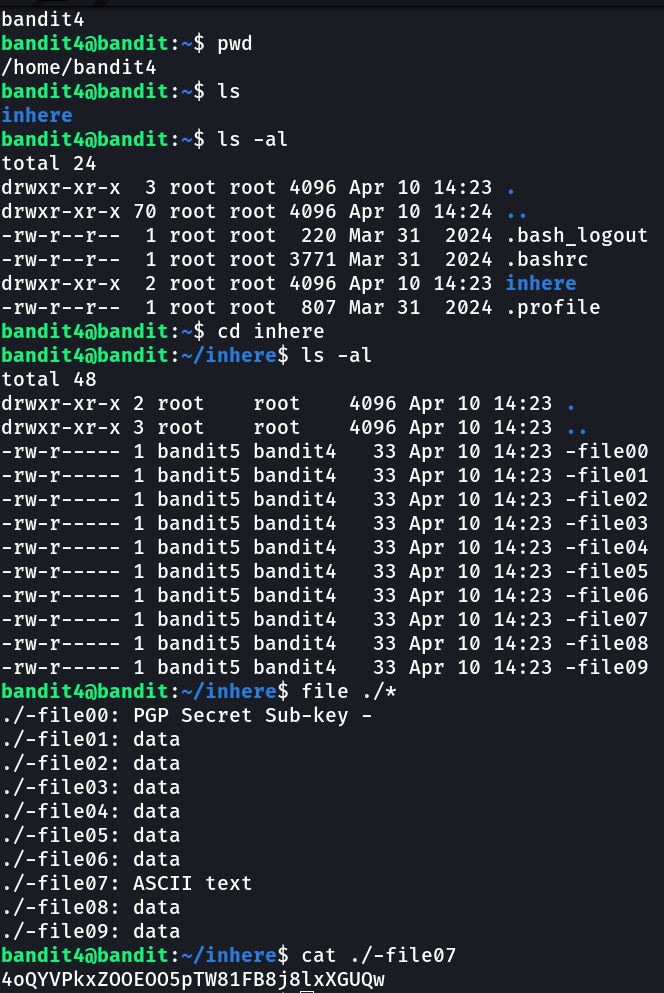 bandit4
bandit4@bandit:~$ pwd
/home/bandit4
bandit4@bandit:~$ ls
inhere
bandit4@bandit:~$ ls -al
total 24
drwxr-xr-x  3 root root 4096 Apr 10 14:23 .
drwxr-xr-x 70 root root 4096 Apr 10 14:24 ..
-rw-r--r--  1 root root  220 Mar 31  2024 .bash_logout
-rw-r--r--  1 root root 3771 Mar 31  2024 .bashrc
drwxr-xr-x  2 root root 4096 Apr 10 14:23 inhere
-rw-r--r--  1 root root  807 Mar 31  2024 .profile
bandit4@bandit:~$ cd inhere
bandit4@bandit:~/inhere$ ls -al
total 48
drwxr-xr-x 2 root    root    4096 Apr 10 14:23 .
drwxr-xr-x 3 root    root    4096 Apr 10 14:23 ..
-rw-r----- 1 bandit5 bandit4   33 Apr 10 14:23 -file00
-rw-r----- 1 bandit5 bandit4   33 Apr 10 14:23 -file01
-rw-r----- 1 bandit5 bandit4   33 Apr 10 14:23 -file02
-rw-r----- 1 bandit5 bandit4   33 Apr 10 14:23 -file03
-rw-r----- 1 bandit5 bandit4   33 Apr 10 14:23 -file04
-rw-r----- 1 bandit5 bandit4   33 Apr 10 14:23 -file05
-rw-r----- 1 bandit5 bandit4   33 Apr 10 14:23 -file06
-rw-r----- 1 bandit5 bandit4   33 Apr 10 14:23 -file07
-rw-r----- 1 bandit5 bandit4   33 Apr 10 14:23 -file08
-rw-r----- 1 bandit5 bandit4   33 Apr 10 14:23 -file09
bandit4@bandit:~/inhere$ file ./*
./-file00: PGP Secret Sub-key -
./-file01: data
./-file02: data
./-file03: data
./-file04: data
./-file05: data
./-file06: data
./-file07: ASCII text
./-file08: data
./-file09: data
bandit4@bandit:~/inhere$ cat ./-file07
4oQYVPkxZOOEOO5pTW81FB8j8lxXGUQw